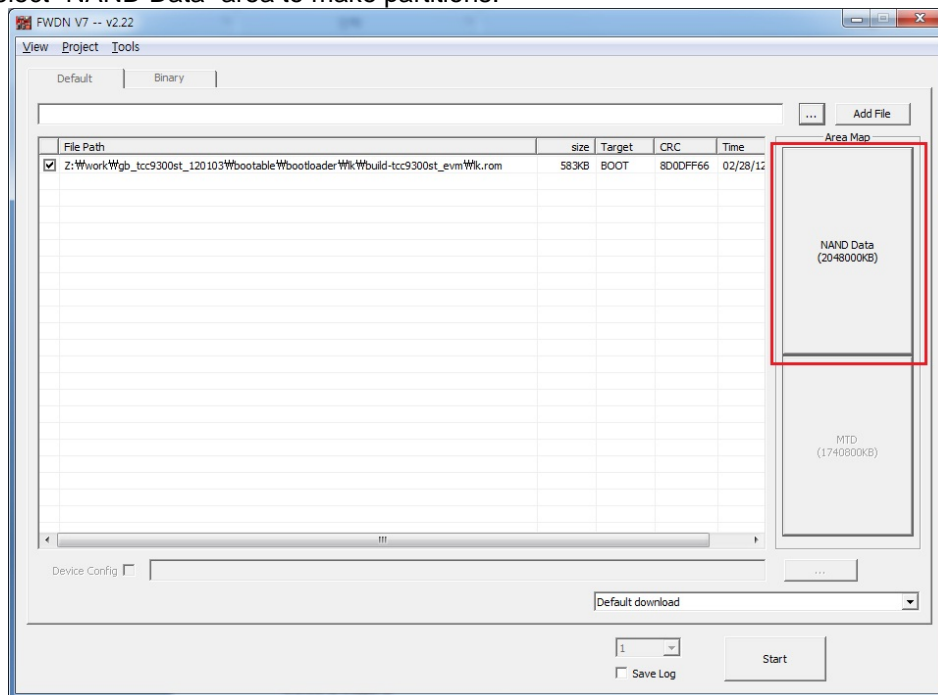 elect "NAND Data" area to make partitions.
FWDN V7 -- v2.22
View Project Tools
Default Binary
... Add File
File Path size Target CRC Time Area Map
Z:₩work₩gb_tcc9300st_120103₩bootable₩bootloader₩lk₩build-tcc9300st_evm₩lk.rom 583KB BOOT 8D0DFF66 02/28/12
NAND Data
(2048000KB)
MTD
(1740800KB)
Device Config ...
Default download
1
Save Log
Start